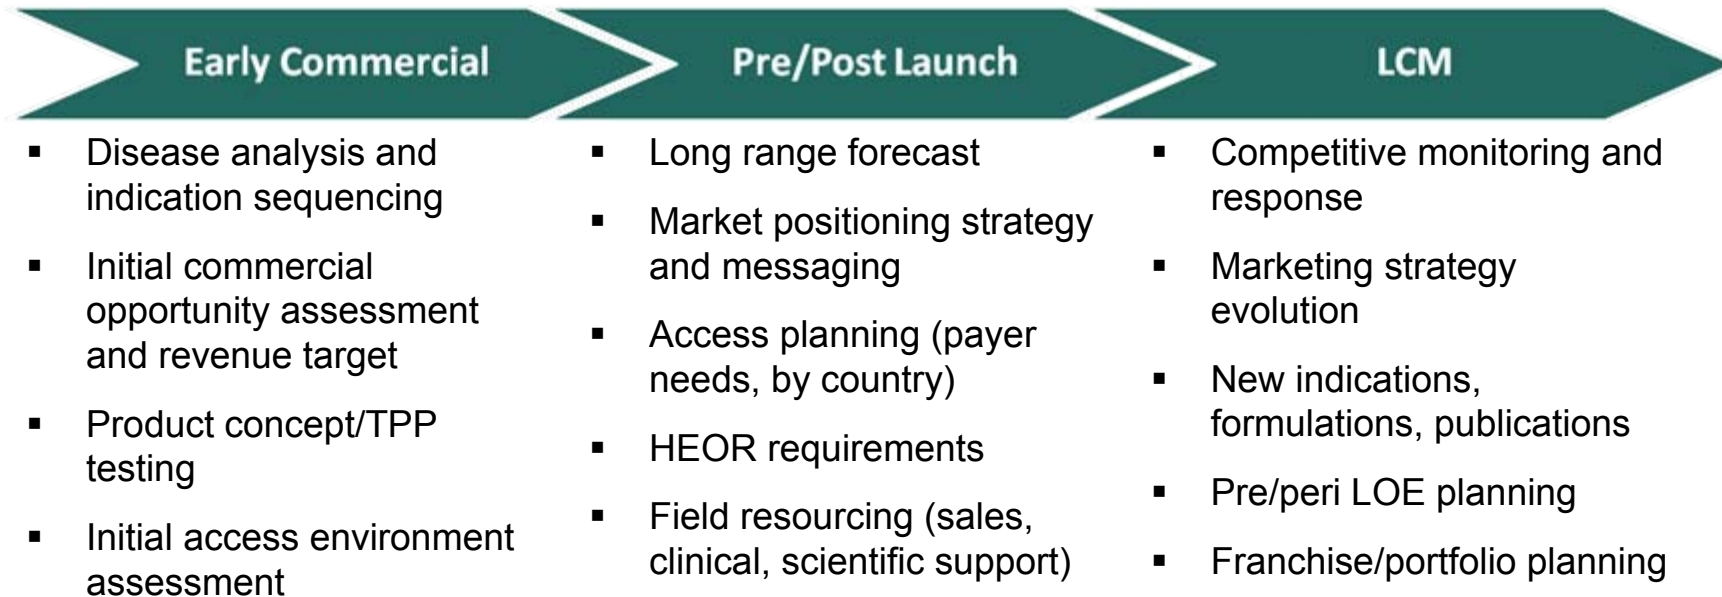 Early Commercial
Pre/Post Launch
LCM
▪ Disease analysis and
indication sequencing
▪ Initial commercial
opportunity assessment
and revenue target
▪ Product concept/TPP
testing
▪ Initial access environment
assessment
▪ Long range forecast
▪ Market positioning strategy
and messaging
▪ Access planning (payer
needs, by country)
▪ HEOR requirements
▪ Field resourcing (sales,
clinical, scientific support)
▪ Competitive monitoring and
response
▪ Marketing strategy
evolution
▪ New indications,
formulations, publications
▪ Pre/peri LOE planning
▪ Franchise/portfolio planning